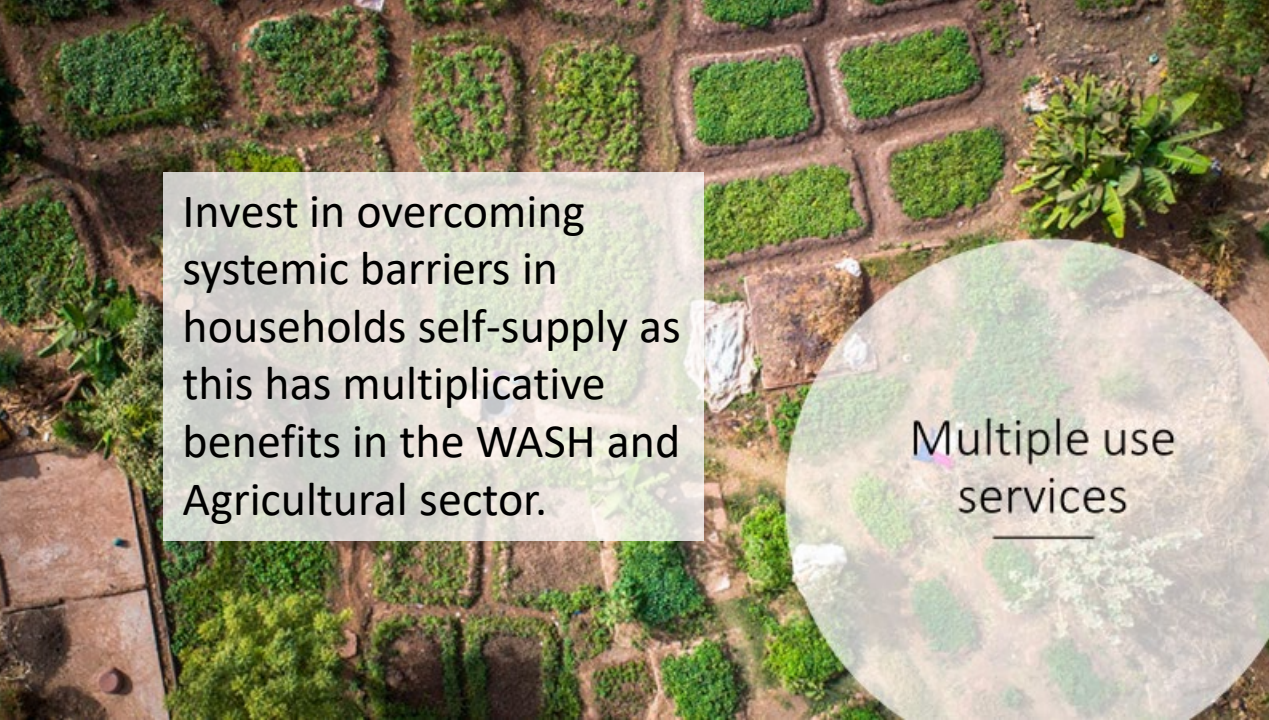 Invest in overcoming
systemic barriers in
households self-supply as
this has multiplicative
benefits in the WASH and
Agricultural sector.
Multiple use
services